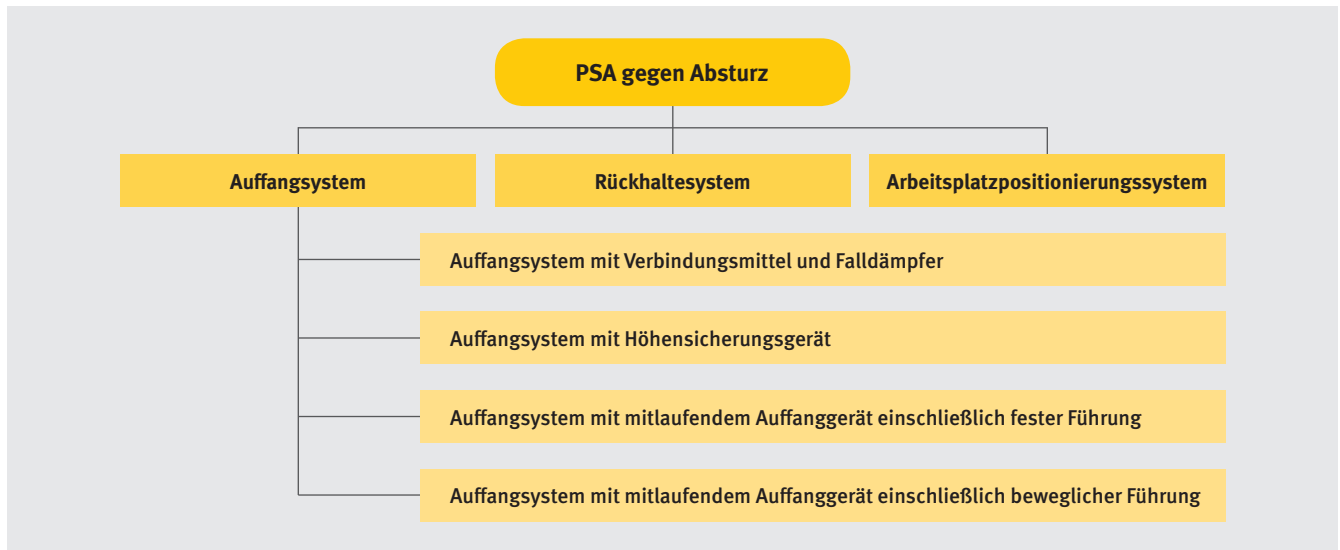 PSA gegen Absturz
Auffangsystem
Rückhaltesystem
Arbeitsplatzpositionierungssystem
Auffangsystem mit Verbindungsmittel und Falldämpfer
Auffangsystem mit Höhensicherungsgerät
Auffangsystem mit mitlaufendem Auffanggerät einschließlich fester Führung
Auffangsystem mit mitlaufendem Auffanggerät einschließlich beweglicher Führung